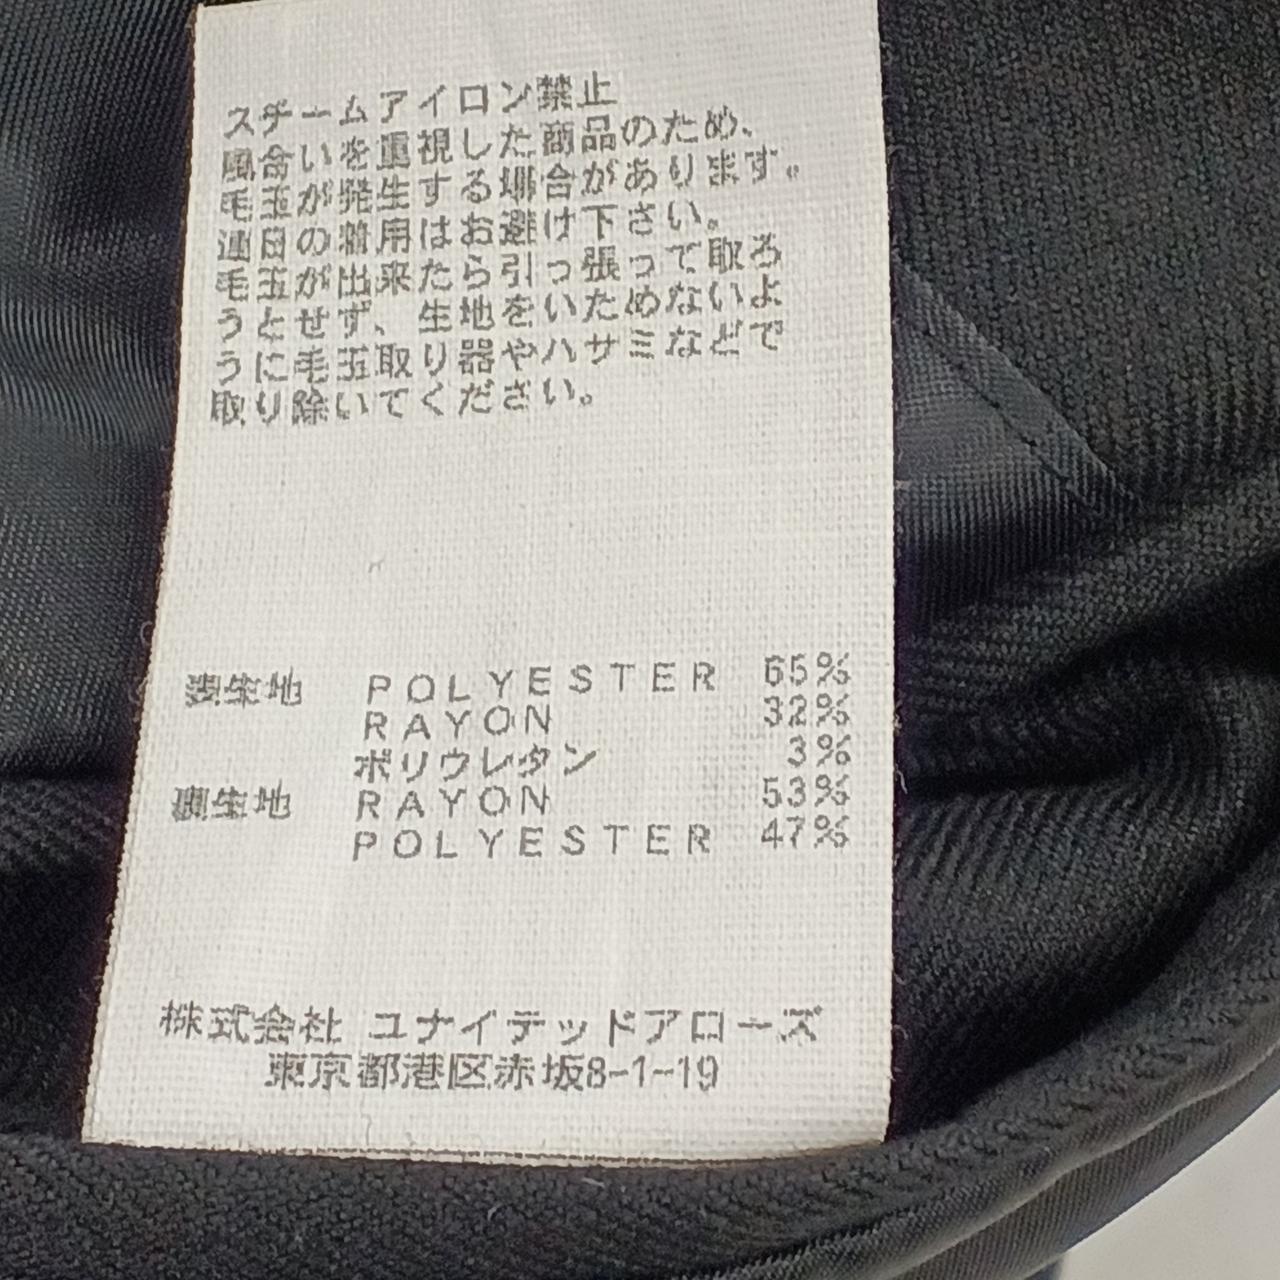 スチームアイロン禁止
風合いを重視した商品のため、
毛玉が発生する場合があります。
連日の着用はお避け下さい。
毛玉が出来たら引っ張って取ろ
うとせず、生地をいためないよ
うに毛玉取り器やハサミなどで
取り除いてください。
表生地 POLYESTER 65%
RAYON 32%
ポリウレタン 3%
裏生地 RAYON 53%
POLYESTER 47%
株式会社 ユナイテッドアローズ
東京都港区赤坂8-1-19